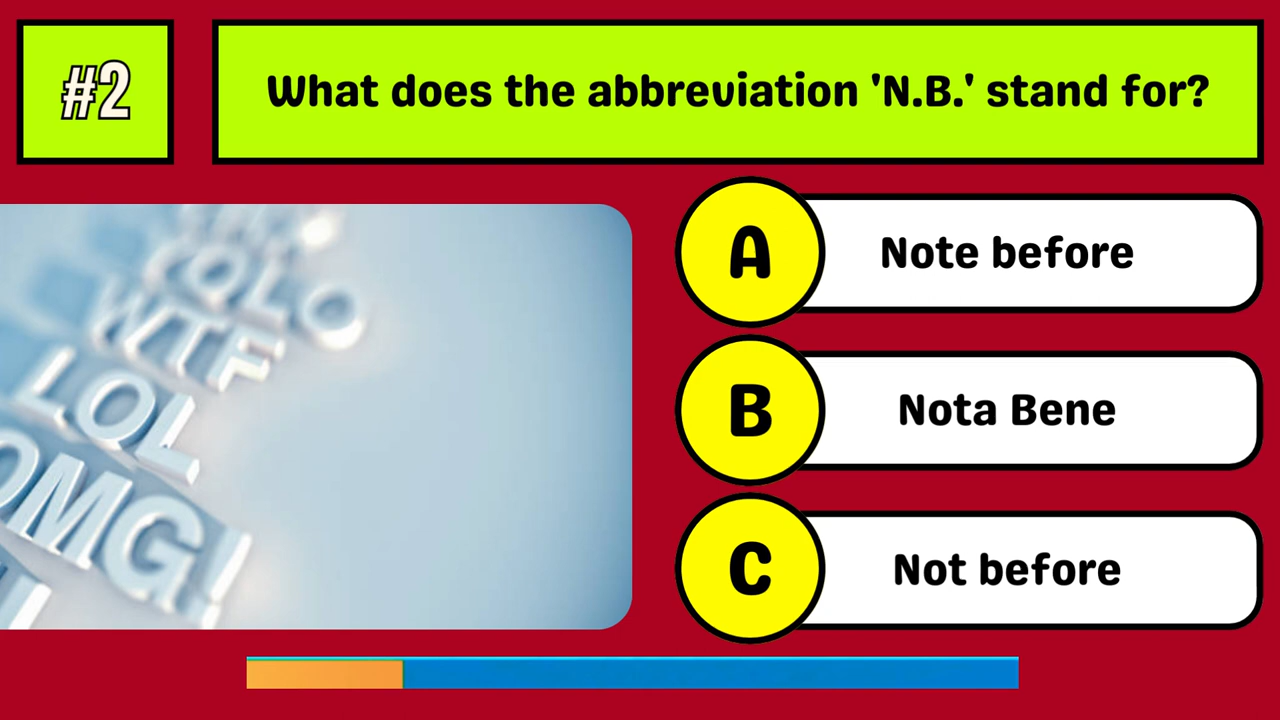 #2
What does the abbreviation 'N.B.' stand for?
A
Note before
B
Nota Bene
C
Not before
YOLO
WTF
LOL
OMG!